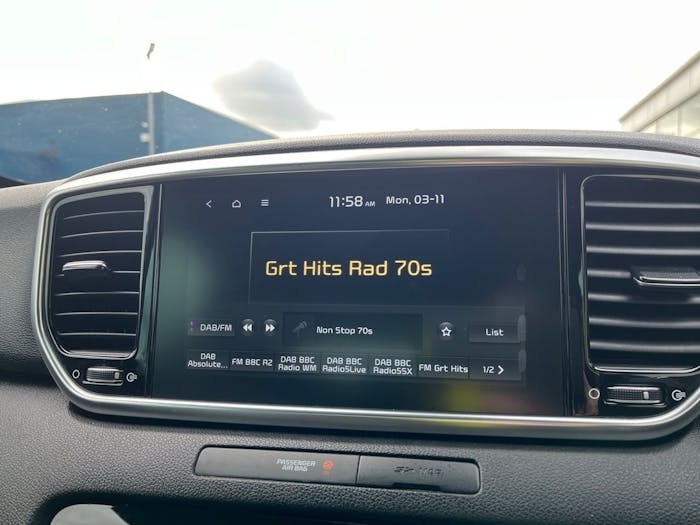 11:58 AM Mon, 03-11
Grt Hits Rad 70s
DAB/FM Non Stop 70s List
DAB
Absolute...
FM BBC R2
DAB BBC
Radio WM
DAB BBC
Radio5Live
DAB BBC
Radio5SX
FM Grt Hits
1/2
PASSENGER
AIR BAG